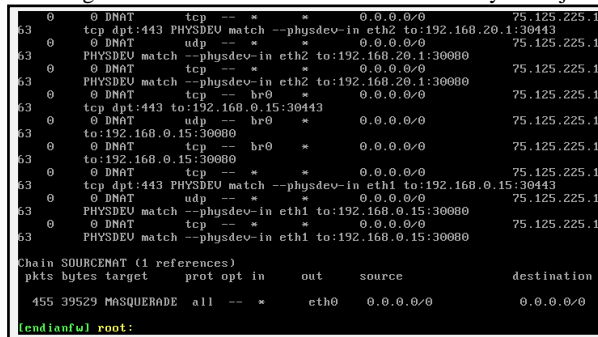 0 0 DNAT tcp -- * * 0.0.0.0/0 75.125.225.1
63 tcp dpt:443 PHYSDEV match --physdev-in eth2 to:192.168.20.1:30443
0 0 DNAT udp -- * * 0.0.0.0/0 75.125.225.1
63 PHYSDEV match --physdev-in eth2 to:192.168.20.1:30080
0 0 DNAT tcp -- * * 0.0.0.0/0 75.125.225.1
63 PHYSDEV match --physdev-in eth2 to:192.168.20.1:30080
0 0 DNAT tcp -- br0 * 0.0.0.0/0 75.125.225.1
63 tcp dpt:443 to:192.168.0.15:30443
0 0 DNAT udp -- br0 * 0.0.0.0/0 75.125.225.1
63 to:192.168.0.15:30080
0 0 DNAT tcp -- br0 * 0.0.0.0/0 75.125.225.1
63 to:192.168.0.15:30080
0 0 DNAT tcp -- * * 0.0.0.0/0 75.125.225.1
63 tcp dpt:443 PHYSDEV match --physdev-in eth1 to:192.168.0.15:30443
0 0 DNAT udp -- * * 0.0.0.0/0 75.125.225.1
63 PHYSDEV match --physdev-in eth1 to:192.168.0.15:30080
0 0 DNAT tcp -- * * 0.0.0.0/0 75.125.225.1
63 PHYSDEV match --physdev-in eth1 to:192.168.0.15:30080
Chain SOURCENAT (1 references)
pkts bytes target prot opt in out source destination
455 39529 MASQUERADE all -- * eth0 0.0.0.0/0 0.0.0.0/0
[endianfw] root: